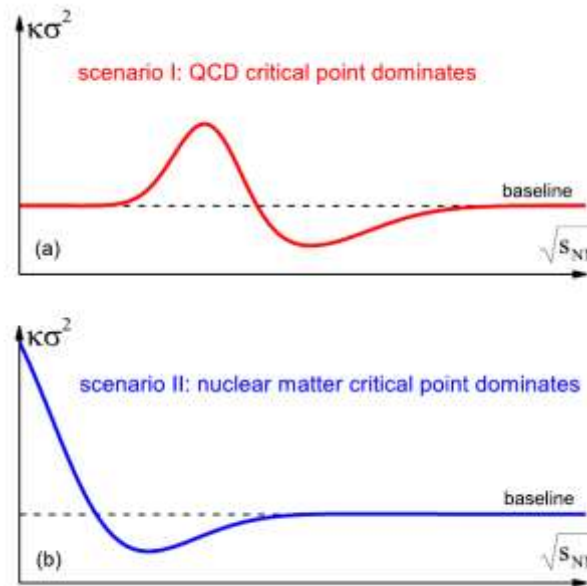 κσ²
scenario I: QCD critical point dominates
baseline
(a)
√s
κσ²
scenario II: nuclear matter critical point dominates
baseline
(b)
√s